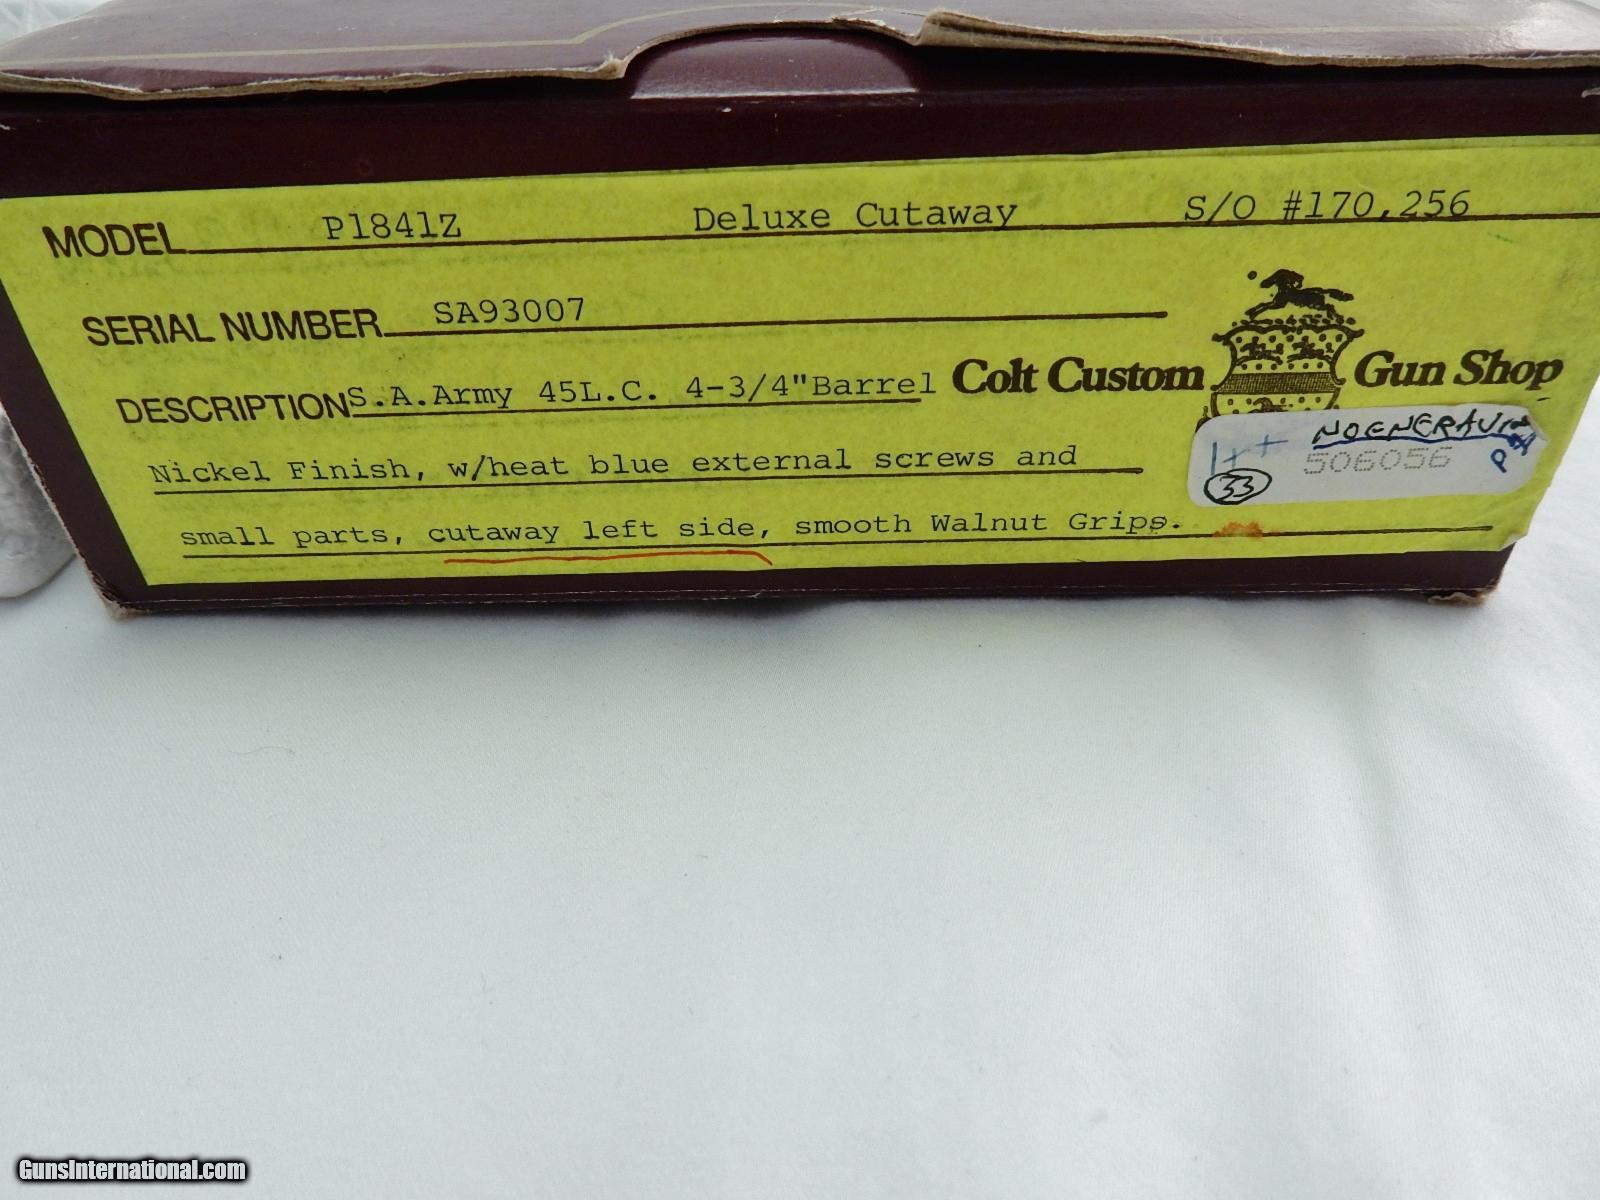 MODEL P1841Z Deluxe Cutaway S/O #170,256
SERIAL NUMBER SA93007
DESCRIPTION S.A.Army 45L.C. 4-3/4"Barrel
Colt Custom Gun Shop
Nickel Finish, w/heat blue external screws and
small parts, cutaway left side, smooth Walnut Grips.
506056
33
GunsInternational.com